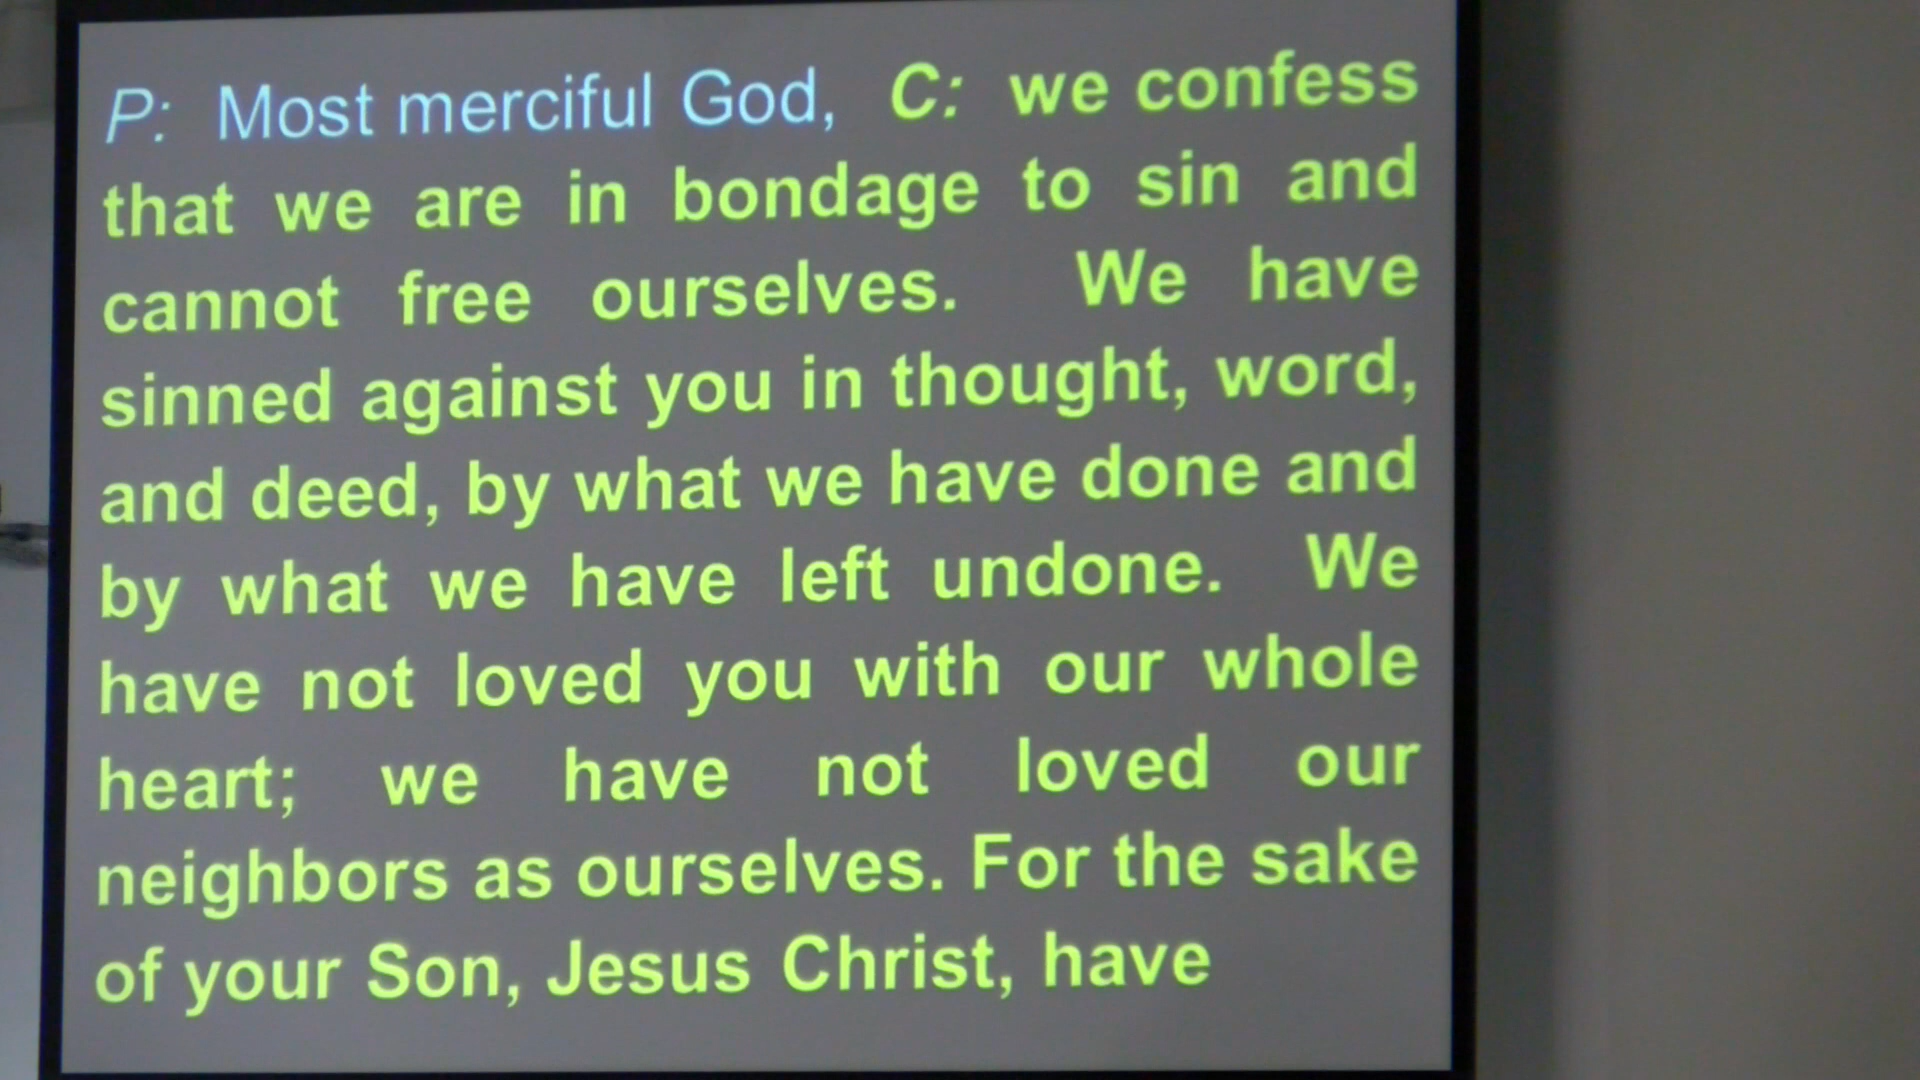 P: Most merciful God, C: we confess
that we are in bondage to sin and
cannot free ourselves. We have
sinned against you in thought, word,
and deed, by what we have done and
by what we have left undone. We
have not loved you with our whole
heart; we have not loved our
neighbors as ourselves. For the sake
of your Son, Jesus Christ, have